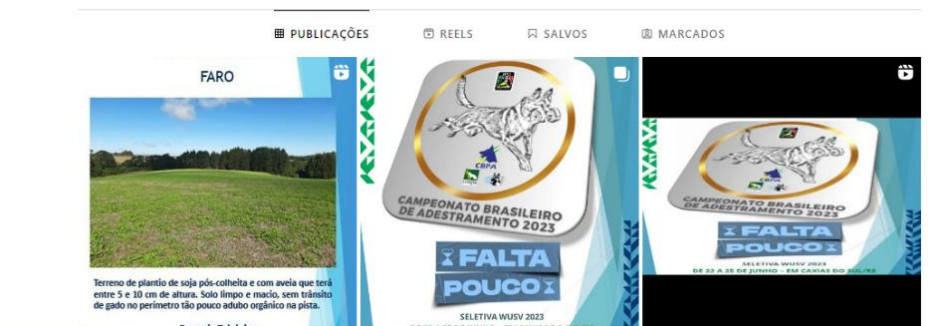 PUBLICAÇÕES
REELS
SALVOS
MARCADOS
FARO
Terreno de plantio de soja pós-colheita e com aveia que terá
entre 5 e 10 cm de altura. Solo limpo e macio, sem trânsito
de gado no perímetro tão pouco adubo orgânico na pista.
CBPA
CAMPEONATO BRASILEIRO
DE ADESTRAMENTO 2023
FALTA
POUCO
SELETIVA WUSV 2023
CAMPEONATO BRASILEIRO
DE ADESTRAMENTO 2023
FALTA
POUCO
SELETIVA WUSV 2023
DE 22 A 25 DE JUNHO - EM CAXIAS DO SUL/RS